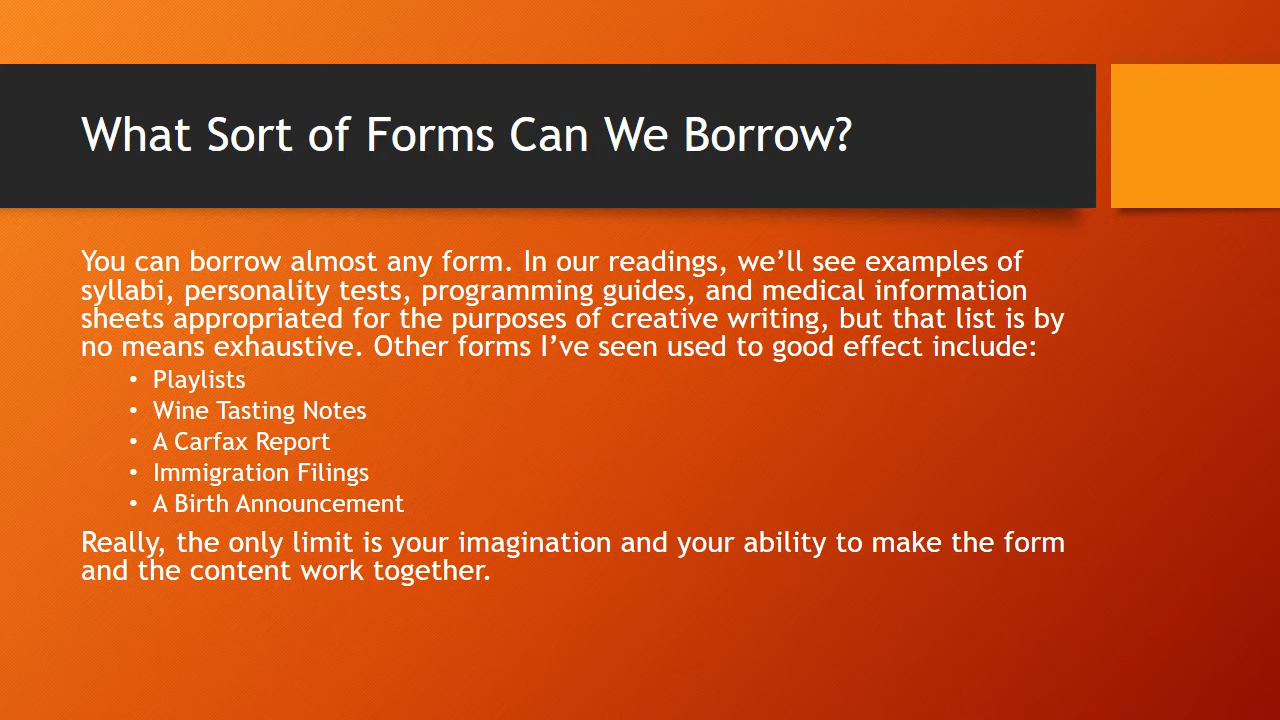 What Sort of Forms Can We Borrow?
You can borrow almost any form. In our readings, we’ll see examples of
syllabi, personality tests, programming guides, and medical information
sheets appropriated for the purposes of creative writing, but that list is by
no means exhaustive. Other forms I’ve seen used to good effect include:
• Playlists
• Wine Tasting Notes
• A Carfax Report
• Immigration Filings
• A Birth Announcement
Really, the only limit is your imagination and your ability to make the form
and the content work together.